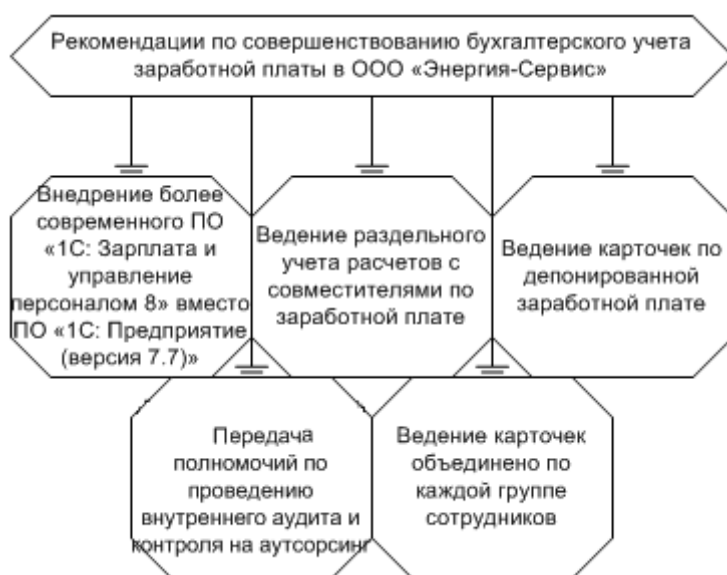 Рекомендации по совершенствованию бухгалтерского учета
заработной платы в ООО «Энергия-Сервис»
Внедрение более
современного ПО
«1С: Зарплата и
управление
персоналом 8» вместо
ПО «1С: Предприятие
(версия 7.7)»
Ведение раздельного
учета расчетов с
совместителями по
заработной плате
Ведение карточек по
депонированной
заработной плате
Передача
полномочий по
проведению
внутреннего аудита и
контроля на аутсорсинг
Ведение карточек
объединено по
каждой группе
сотрудников